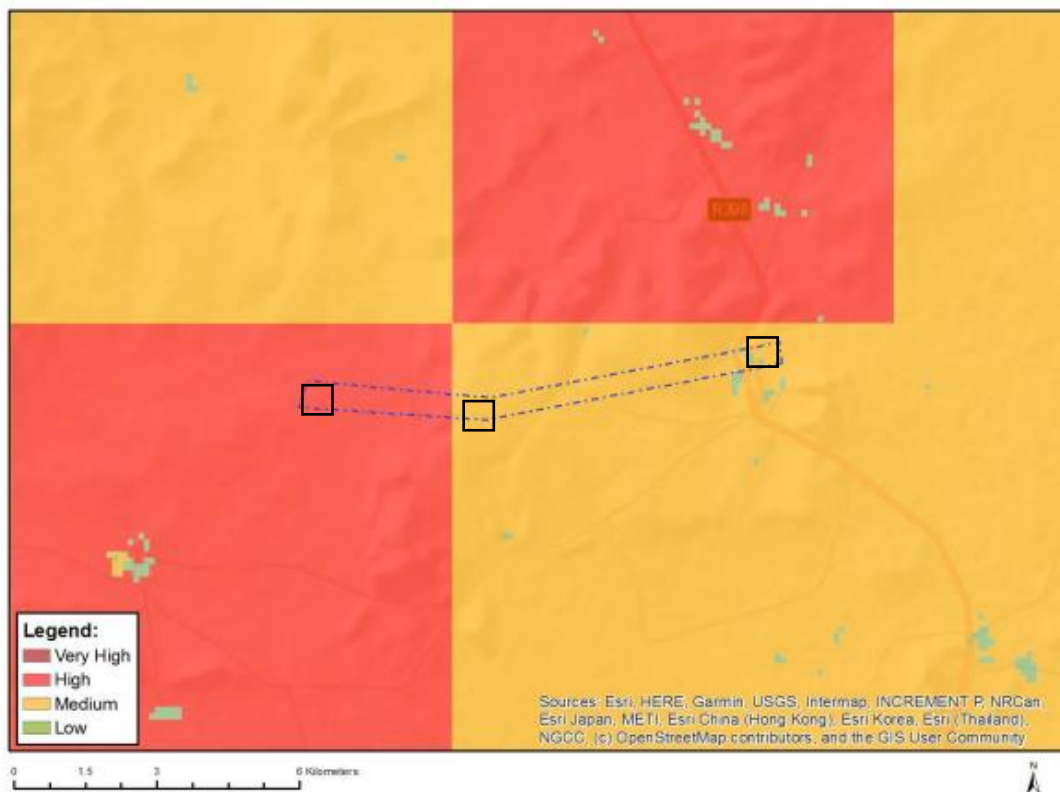 Legend:
Very High
High
Medium
Low
Sources: Esri, HERE, Garmin, USGS, Intermap, INCREMENT P, NRCan,
Esri Japan, METI, Esri China (Hong Kong), Esri Korea, Esri (Thailand),
NGCC, (c) OpenStreetMap contributors, and the GIS User Community
0 1.5 3 6 Kilometers
N